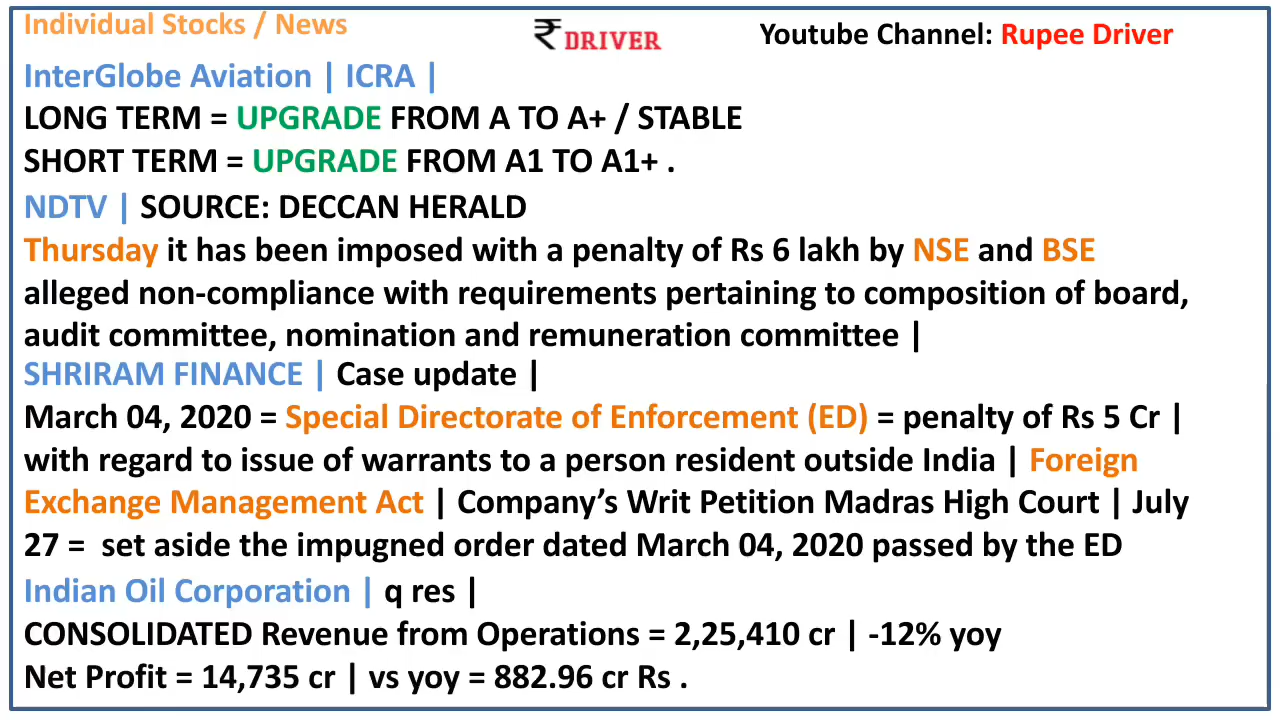 Individual Stocks / News
₹ DRIVER
Youtube Channel: Rupee Driver
InterGlobe Aviation | ICRA |
LONG TERM = UPGRADE FROM A TO A+ / STABLE
SHORT TERM = UPGRADE FROM A1 TO A1+ .
NDTV | SOURCE: DECCAN HERALD
Thursday it has been imposed with a penalty of Rs 6 lakh by NSE and BSE
alleged non-compliance with requirements pertaining to composition of board,
audit committee, nomination and remuneration committee |
SHRIRAM FINANCE | Case update |
March 04, 2020 = Special Directorate of Enforcement (ED) = penalty of Rs 5 Cr |
with regard to issue of warrants to a person resident outside India | Foreign
Exchange Management Act | Company’s Writ Petition Madras High Court | July
27 =  set aside the impugned order dated March 04, 2020 passed by the ED
Indian Oil Corporation | q res |
CONSOLIDATED Revenue from Operations = 2,25,410 cr | -12% yoy
Net Profit = 14,735 cr | vs yoy = 882.96 cr Rs .